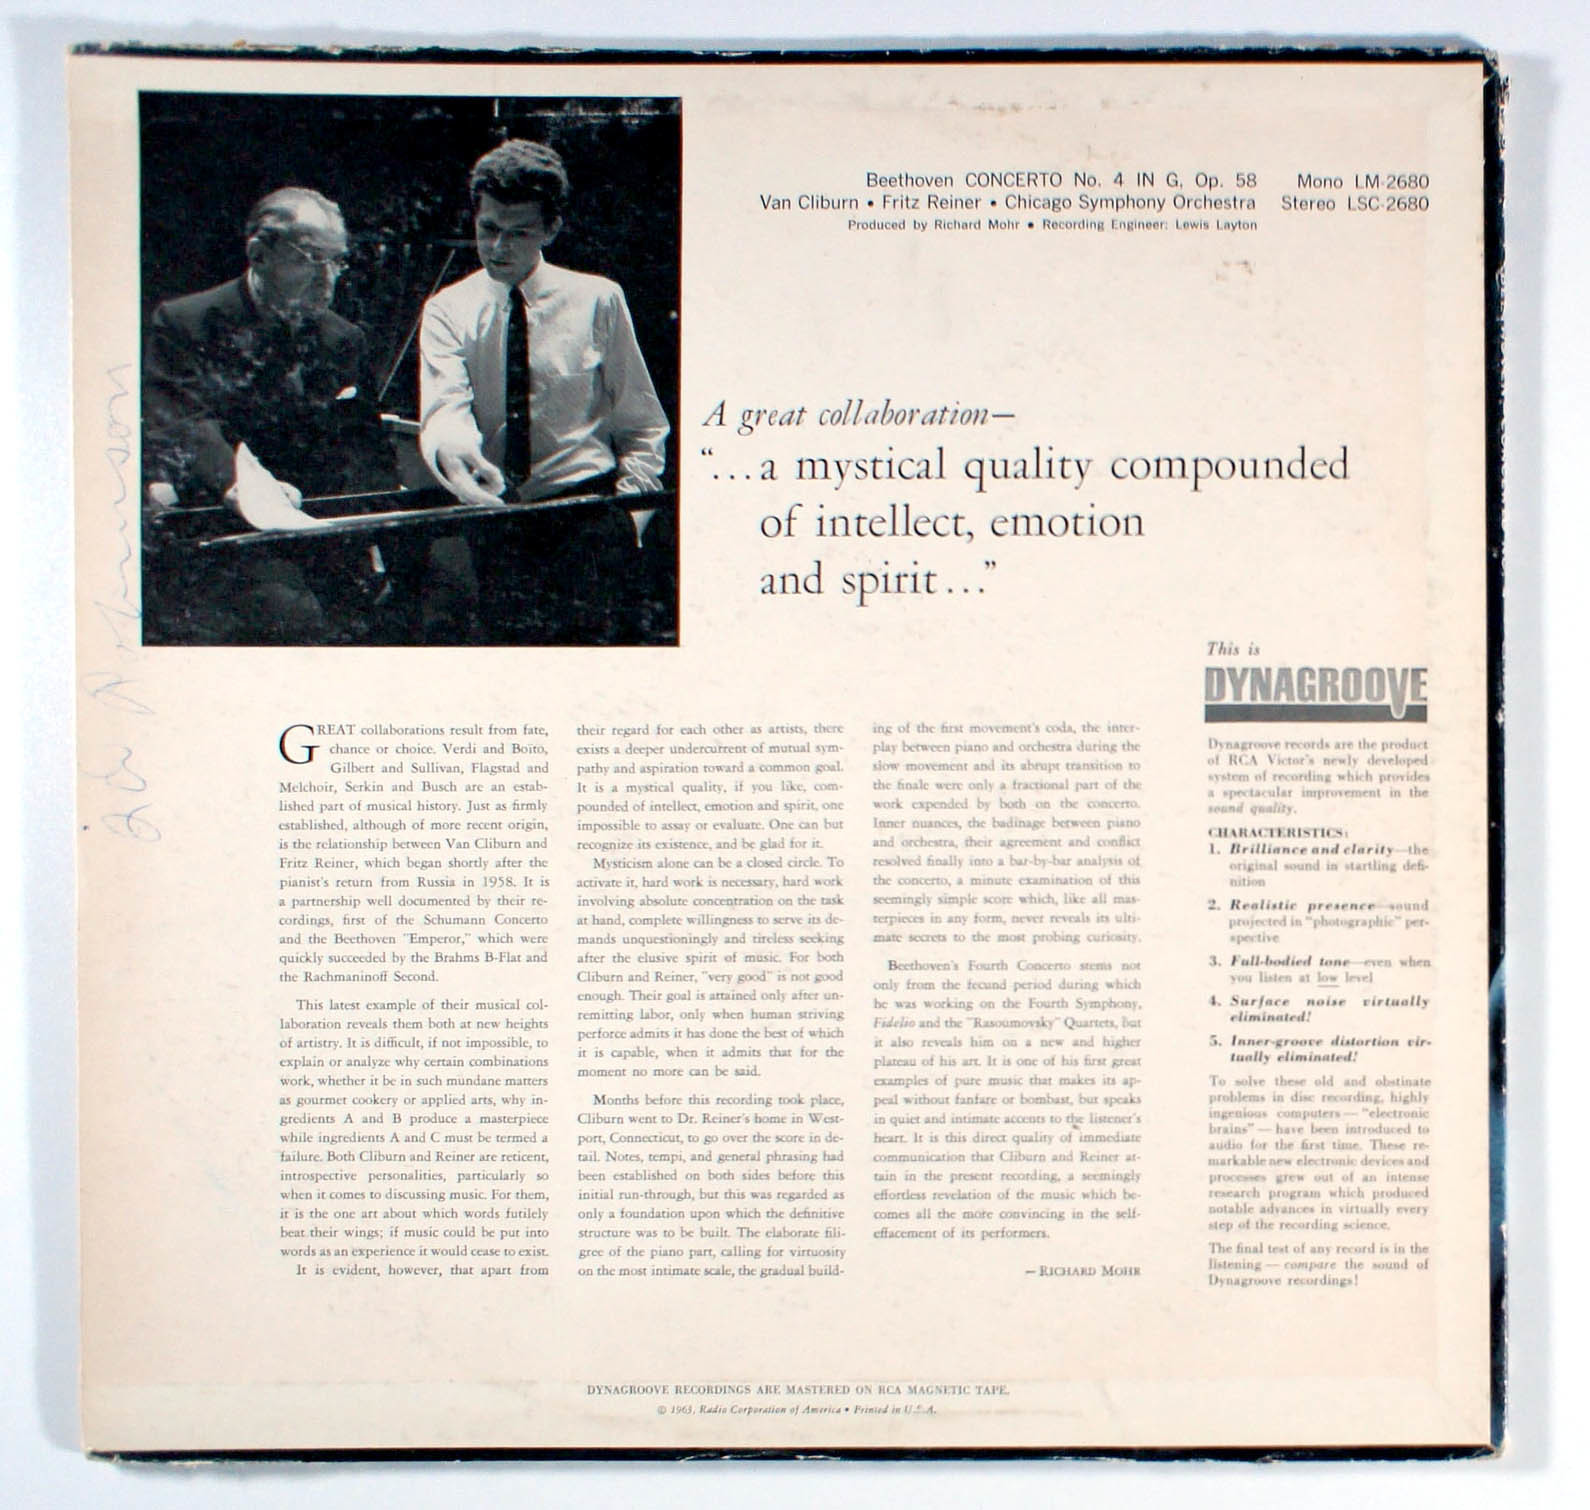 Beethoven CONCERTO No. 4 IN G, Op. 58 Mono LM-2680
Van Cliburn • Fritz Reiner • Chicago Symphony Orchestra Stereo LSC-2680
Produced by Richard Mohr • Recording Engineer: Lewis Layton
A great collaboration—
“...a mystical quality compounded
of intellect, emotion
and spirit...”
GREAT collaborations result from fate,
chance or choice. Verdi and Boito,
Gilbert and Sullivan, Flagstad and
Melchoir, Serkin and Busch are an estab-
lished part of musical history. Just as firmly
established, although of more recent origin,
is the relationship between Van Cliburn and
Fritz Reiner, which began shortly after the
pianist's return from Russia in 1958. It is
a partnership well documented by their re-
cordings, first of the Schumann Concerto
and the Beethoven "Emperor," which were
quickly succeeded by the Brahms B-Flat and
the Rachmaninoff Second.
This latest example of their musical col-
laboration reveals them both at new heights
of artistry. It is difficult, if not impossible, to
explain or analyze why certain combinations
work, whether it be in such mundane matters
as gourmet cookery or applied arts, why in-
gredients A and B produce a masterpiece
while ingredients A and C must be termed a
failure. Both Cliburn and Reiner are reticent,
introspective personalities, particularly so
when it comes to discussing music. For them,
it is the one art about which words futilely
beat their wings; if music could be put into
words as an experience it would cease to exist.
It is evident, however, that apart from
their regard for each other as artists, there
exists a deeper undercurrent of mutual sym-
pathy and aspiration toward a common goal.
It is a mystical quality, if you like, com-
pounded of intellect, emotion and spirit, one
impossible to assay or evaluate. One can but
recognize its existence, and be glad for it.
Mysticism alone can be a closed circle. To
activate it, hard work is necessary, hard work
involving absolute concentration on the task
at hand, complete willingness to serve its de-
mands unquestioningly and tireless seeking
after the elusive spirit of music. For both
Cliburn and Reiner, "very good" is not good
enough. Their goal is attained only after un-
remitting labor, only when human striving
perforce admits it has done the best of which
it is capable, when it admits that for the
moment no more can be said.
Months before this recording took place,
Cliburn went to Dr. Reiner's home in West-
port, Connecticut, to go over the score in de-
tail. Notes, tempi, and general phrasing had
been established on both sides before this
initial run-through, but this was regarded as
only a foundation upon which the definitive
structure was to be built. The elaborate fili-
gree of the piano part, calling for virtuosity
on the most intimate scale, the gradual build-
ing of the first movement's coda, the inter-
play between piano and orchestra during the
slow movement and its abrupt transition to
the finale were only a fractional part of the
work expended by both on the concerto.
Inner nuances, the badinage between piano
and orchestra, their agreement and conflict
resolved finally into a bar-by-bar analysis of
the concerto, a minute examination of this
seemingly simple score which, like all mas-
terpieces in any form, never reveals its ulti-
mate secrets to the most probing curiosity.
Beethoven's Fourth Concerto stems not
only from the fecund period during which
he was working on the Fourth Symphony,
Fidelio and the "Rasoumovsky" Quartets, but
it also reveals him on a new and higher
plateau of his art. It is one of his first great
examples of pure music that makes its ap-
peal without fanfare or bombast, but speaks
in quiet and intimate accents to the listener's
heart. It is this direct quality of immediate
communication that Cliburn and Reiner at-
tain in the present recording, a seemingly
effortless revelation of the music which be-
comes all the more convincing in the self-
effacement of its performers.
— RICHARD MOHR
This is
DYNAGROOVE
Dynagroove records are the product
of RCA Victor's newly developed
system of recording which provides
a spectacular improvement in the
sound quality.
CHARACTERISTICS:
1. Brilliance and clarity—the
original sound in startling defi-
nition
2. Realistic presence—sound
projected in "photographic" per-
spective
3. Full-bodied tone—even when
you listen at low level
4. Surface noise virtually
eliminated!
5. Inner-groove distortion vir-
tually eliminated!
To solve these old and obstinate
problems in disc recording, highly
ingenious computers — "electronic
brains" — have been introduced to
audio for the first time. These re-
markable new electronic devices and
processes grew out of an intense
research program which produced
notable advances in virtually every
step of the recording science.
The final test of any record is in the
listening — compare the sound of
Dynagroove recordings!
DYNAGROOVE RECORDINGS ARE MASTERED ON RCA MAGNETIC TAPE.
© 1963, Radio Corporation of America • Printed in U.S.A.